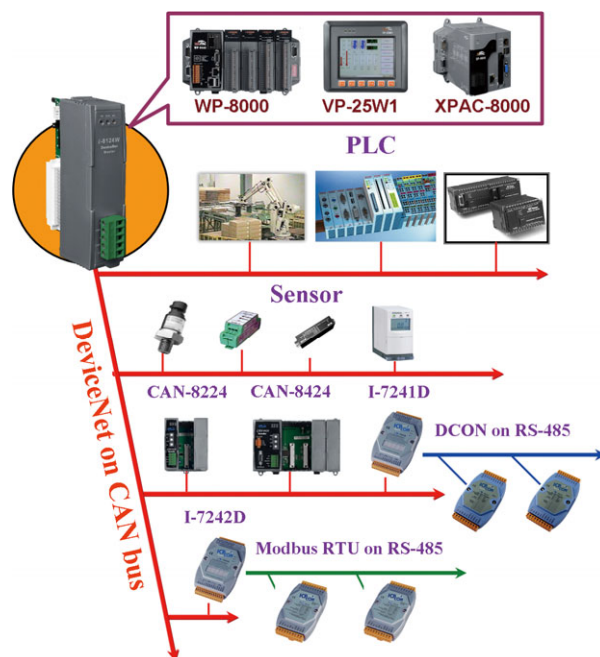 WP-8000
VP-25W1
XPAC-8000
I-8124W
PLC
Sensor
DeviceNet on CAN bus
CAN-8224
CAN-8424
I-7241D
DCON on RS-485
I-7242D
Modbus RTU on RS-485